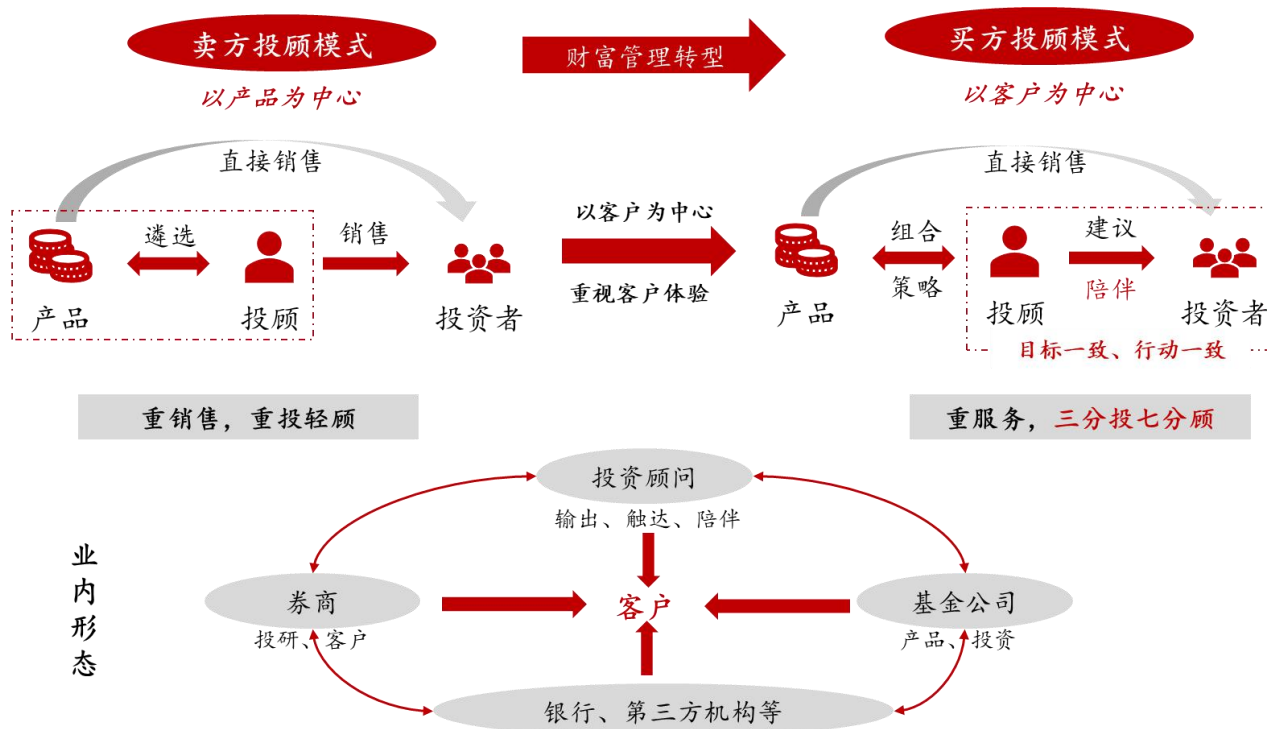 卖方投顾模式
财富管理转型
买方投顾模式
以产品为中心
以客户为中心
直接销售
遴选
销售
产品
投顾
投资者
以客户为中心
重视客户体验
直接销售
组合
策略
建议
陪伴
产品
投顾
投资者
目标一致、行动一致
重销售，重投轻顾
重服务，三分投七分顾
业内形态
投资顾问
输出、触达、陪伴
券商
投研、客户
客户
基金公司
产品、投资
银行、第三方机构等